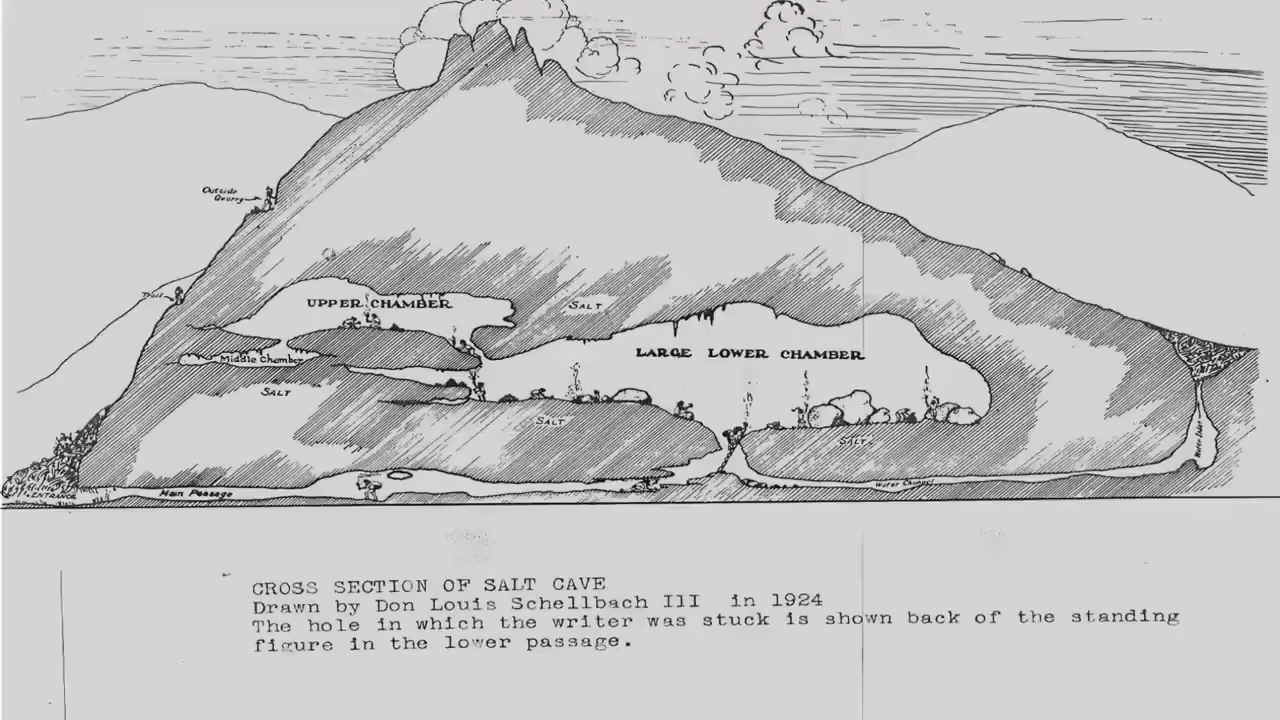 Outside
Quarry
UPPER CHAMBER
SALT
LARGE LOWER CHAMBER
Middle Chamber
SALT
SALT
SALT
Main Passage
ENTRANCE
Water Channel
CROSS SECTION OF SALT CAVE
Drawn by Don Louis Schellbach III in 1924
The hole in which the writer was stuck is shown back of the standing
figure in the lower passage.